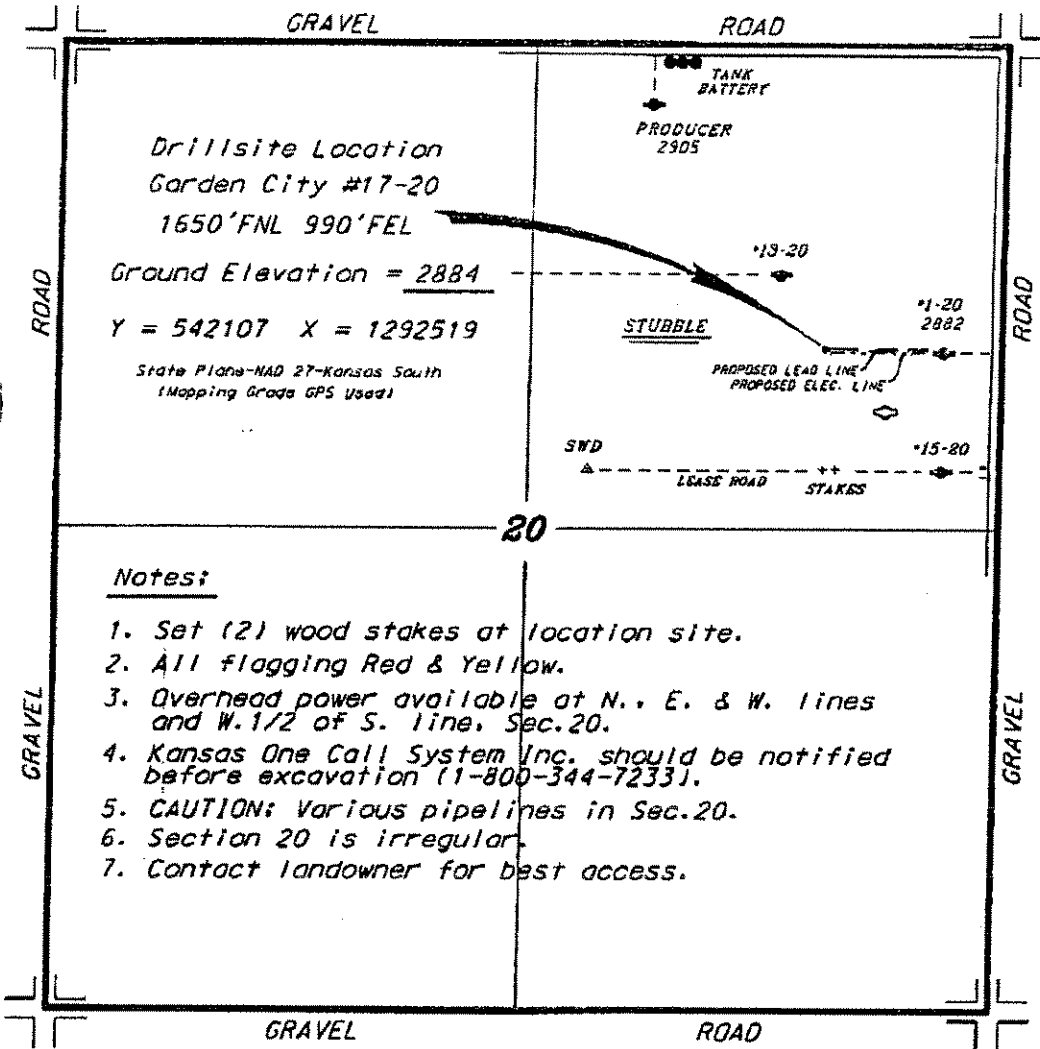 GRAVEL ROAD
TANK
BATTERY
PRODUCER
2905
Drillsite Location
Garden City #17-20
1650'FNL 990'FEL
Ground Elevation = 2884
Y = 542107 X = 1292519
State Plane-NAD 27-Kansas South
(Mapping Grade GPS Used)
*13-20
STUBBLE
*1-20
2882
PROPOSED LEAD LINE
PROPOSED ELEC. LINE
*15-20
SWD
LEASE ROAD
STAKES
ROAD
ROAD
20
Notes:
1. Set (2) wood stakes at location site.
2. All flagging Red & Yellow.
3. Overhead power available at N., E. & W. lines
and W.1/2 of S. line, Sec.20.
4. Kansas One Call System Inc. should be notified
before excavation (1-800-344-7233).
5. CAUTION: Various pipelines in Sec.20.
6. Section 20 is irregular.
7. Contact landowner for best access.
GRAVEL
GRAVEL
GRAVEL ROAD